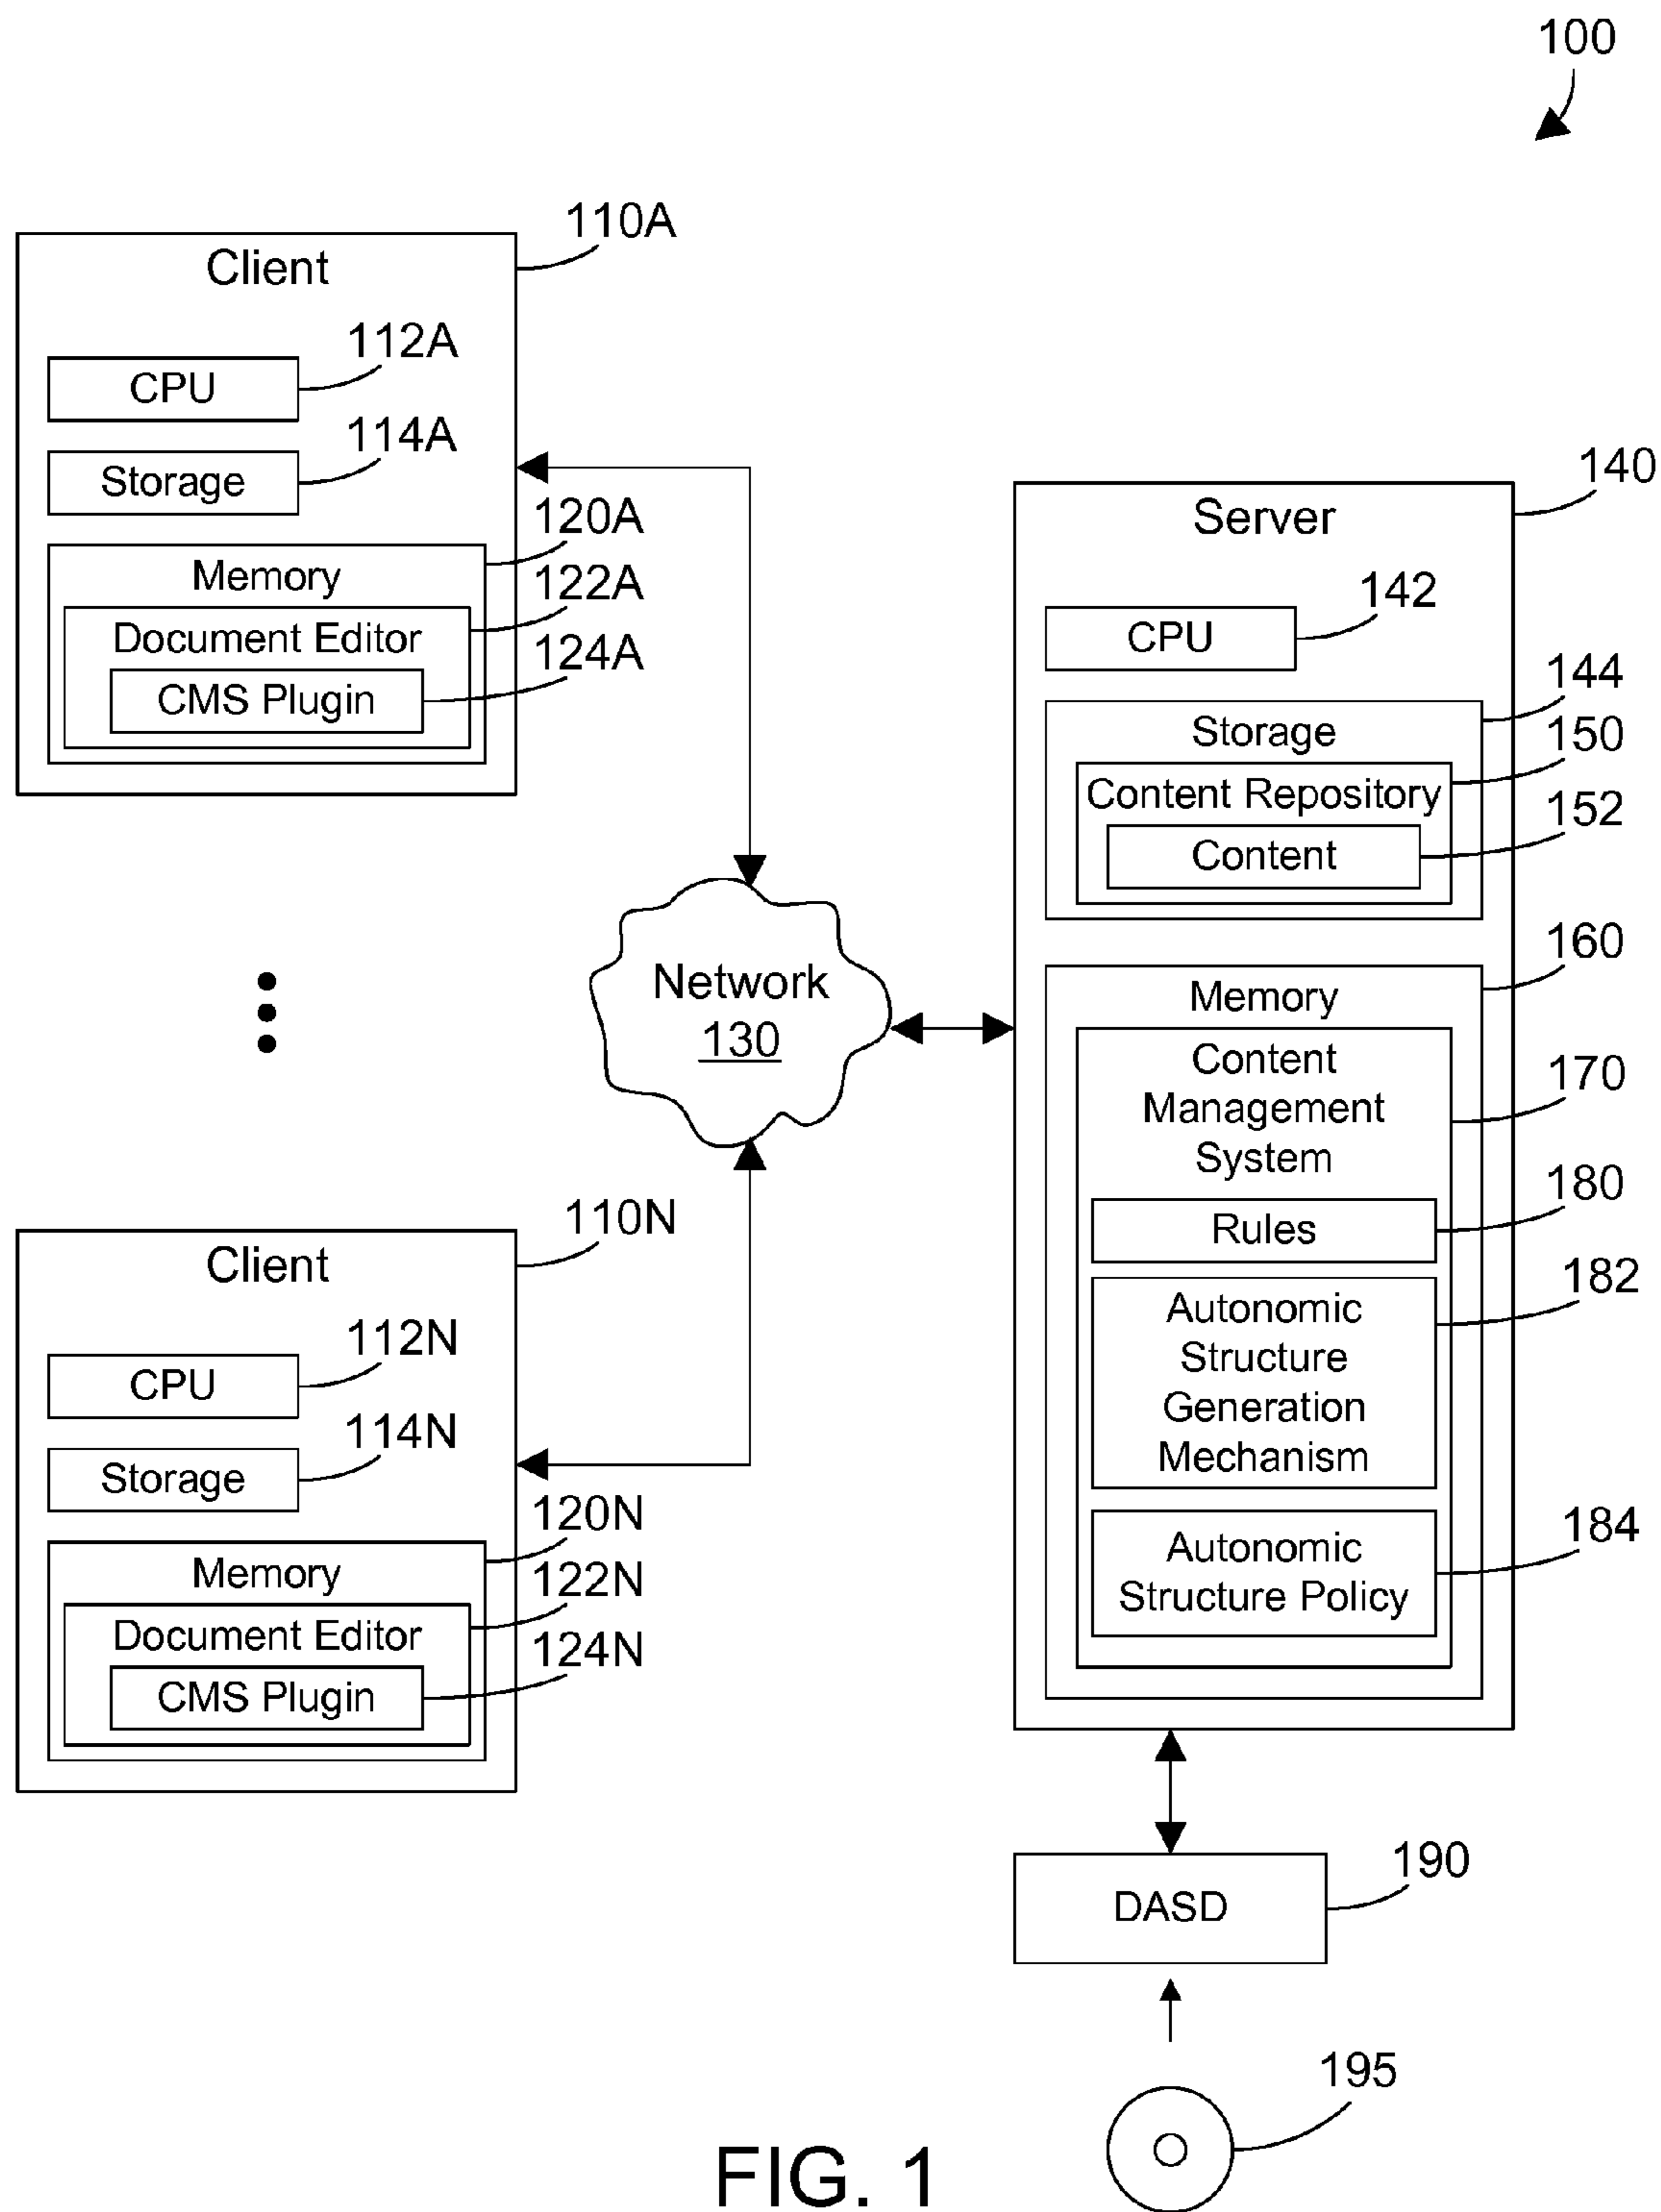 100
110A
Client
112A
CPU
114A
Storage
120A
Memory
122A
Document Editor
124A
CMS Plugin
Network
130
110N
Client
112N
CPU
114N
Storage
120N
Memory
122N
Document Editor
124N
CMS Plugin
140
Server
142
CPU
144
Storage
150
Content Repository
152
Content
160
Memory
Content
Management
System
170
180
Rules
182
Autonomic
Structure
Generation
Mechanism
184
Autonomic
Structure Policy
190
DASD
195
FIG. 1